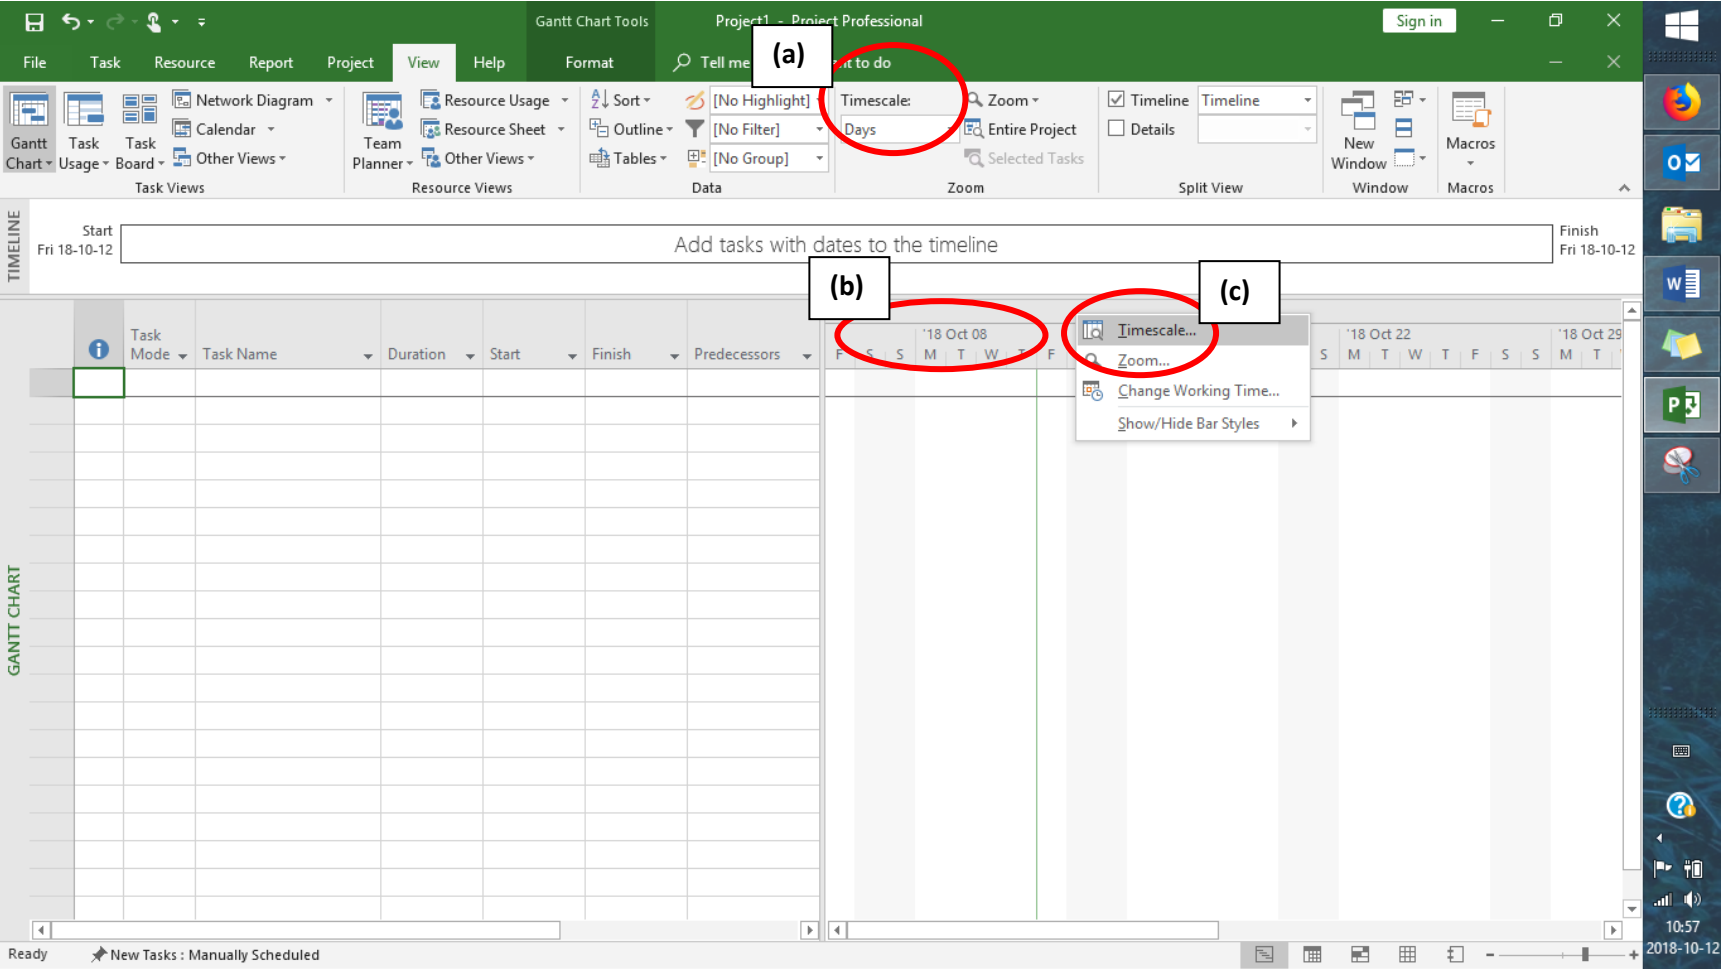 Gantt Chart Tools
Project1 - Project Professional
Sign in
File Task Resource Report Project View Help Format Tell me nt to do
(a)
Gantt Chart
Task Usage
Task Board
Network Diagram
Calendar
Other Views
Task Views
Team Planner
Resource Usage
Resource Sheet
Other Views
Resource Views
Sort
Outline
Tables
[No Highlight]
[No Filter]
[No Group]
Data
Timescale:
Days
Zoom
Entire Project
Selected Tasks
Zoom
Timeline Timeline
Details
Split View
New Window
Window
Macros
Macros
TIMELINE
Start
Fri 18-10-12
Add tasks with dates to the timeline
Finish
Fri 18-10-12
(b)
(c)
Task Mode
Task Name
Duration
Start
Finish
Predecessors
'18 Oct 08
'18 Oct 22
'18 Oct 29
F S S M T W T F
S M T W T F S S M T
Timescale...
Zoom...
Change Working Time...
Show/Hide Bar Styles
GANTT CHART
Ready
New Tasks : Manually Scheduled
10:57
2018-10-12